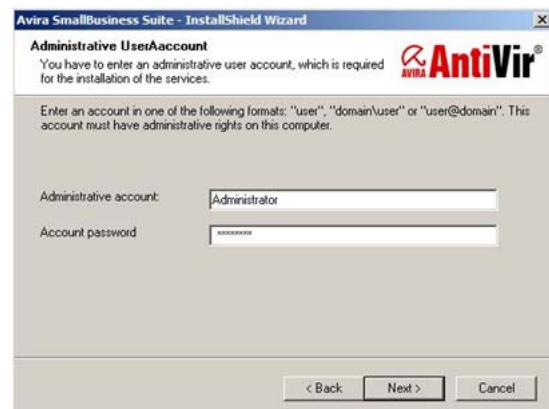 Avira SmallBusiness Suite - InstallShield Wizard
Administrative UserAaccount
You have to enter an administrative user account, which is required
for the installation of the services.
AVIRA AntiVir®
Enter an account in one of the following formats: "user", "domain\user" or "user@domain". This
account must have administrative rights on this computer.
Administrative account:
Administrator
Account password
********
< Back
Next >
Cancel